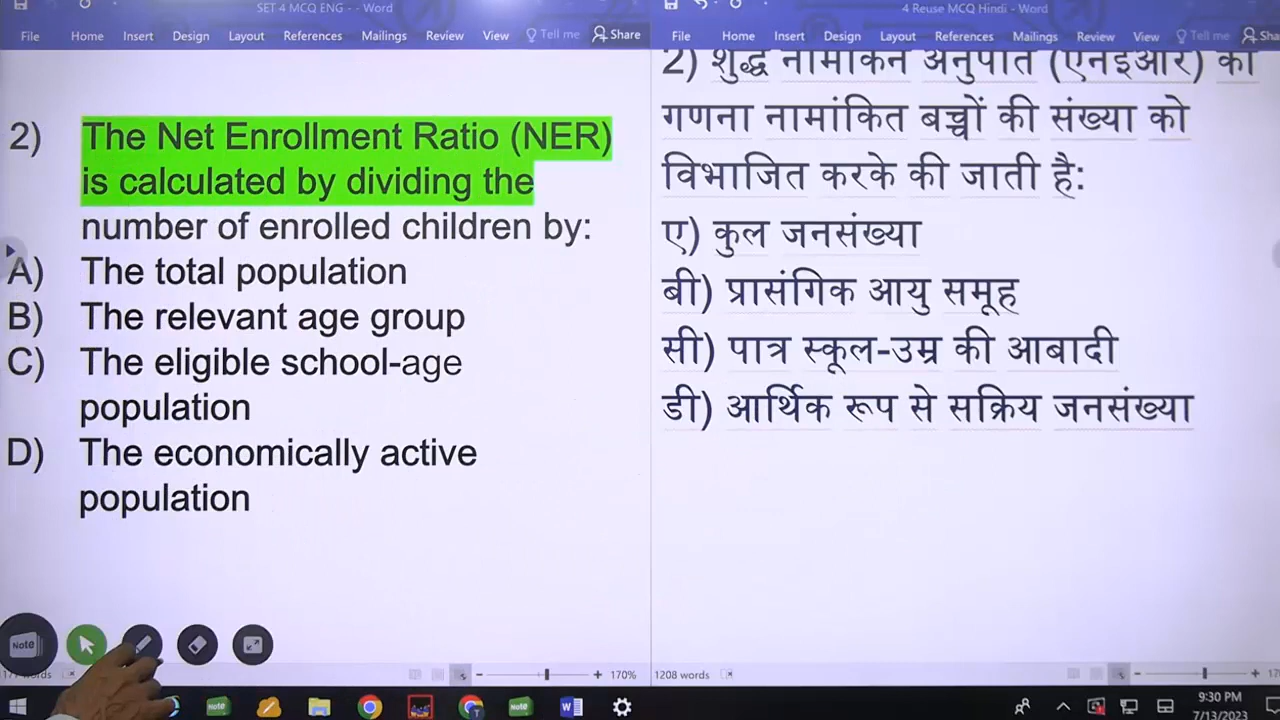 SET 4 MCQ ENG - - Word
File Home Insert Design Layout References Mailings Review View Tell me Share
2) The Net Enrollment Ratio (NER)
is calculated by dividing the
number of enrolled children by:
A) The total population
B) The relevant age group
C) The eligible school-age
population
D) The economically active
population
Note
170%
4 Reuse MCQ Hindi - Word
File Home Insert Design Layout References Mailings Review View Tell me
2) शुद्ध नामांकन अनुपात (एनइआर) की
गणना नामांकित बच्चों की संख्या को
विभाजित करके की जाती है:
ए) कुल जनसंख्या
बी) प्रासंगिक आयु समूह
सी) पात्र स्कूल-उम्र की आबादी
डी) आर्थिक रूप से सक्रिय जनसंख्या
1208 words
Note
Note
9:30 PM
7/13/2023